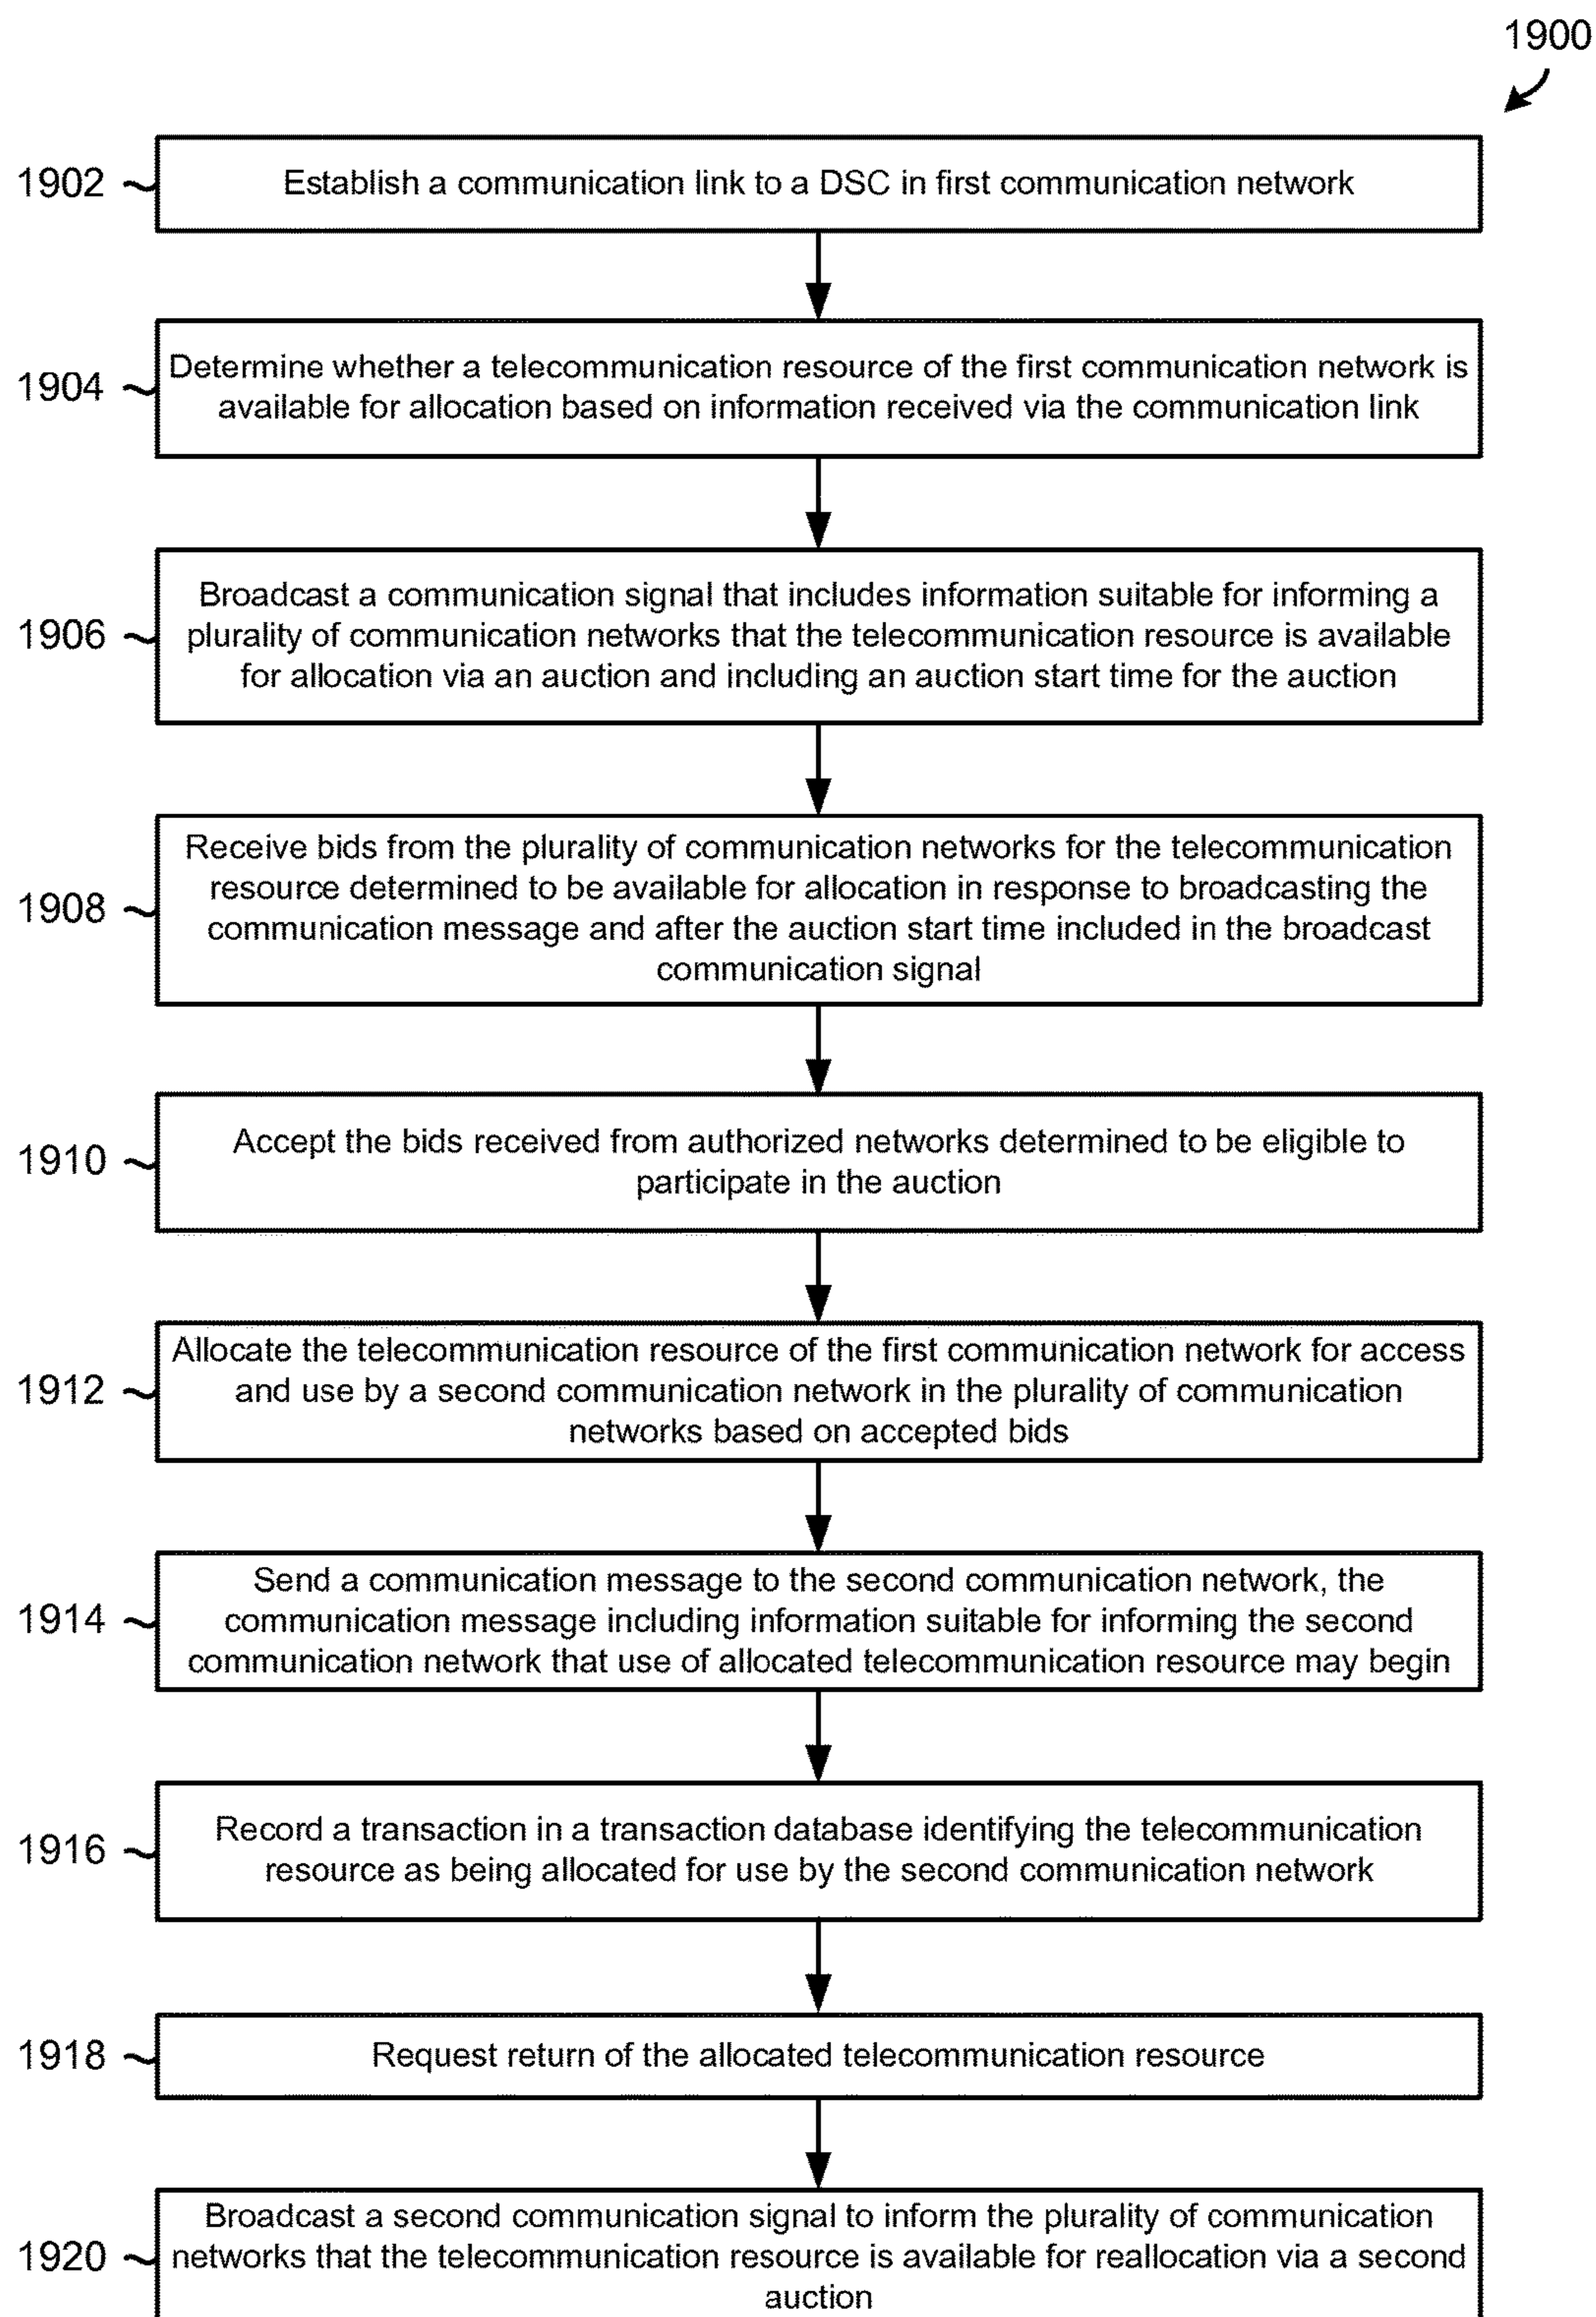 1900
1902
Establish a communication link to a DSC in first communication network
1904
Determine whether a telecommunication resource of the first communication network is
available for allocation based on information received via the communication link
1906
Broadcast a communication signal that includes information suitable for informing a
plurality of communication networks that the telecommunication resource is available
for allocation via an auction and including an auction start time for the auction
1908
Receive bids from the plurality of communication networks for the telecommunication
resource determined to be available for allocation in response to broadcasting the
communication message and after the auction start time included in the broadcast
communication signal
1910
Accept the bids received from authorized networks determined to be eligible to
participate in the auction
1912
Allocate the telecommunication resource of the first communication network for access
and use by a second communication network in the plurality of communication
networks based on accepted bids
1914
Send a communication message to the second communication network, the
communication message including information suitable for informing the second
communication network that use of allocated telecommunication resource may begin
1916
Record a transaction in a transaction database identifying the telecommunication
resource as being allocated for use by the second communication network
1918
Request return of the allocated telecommunication resource
1920
Broadcast a second communication signal to inform the plurality of communication
networks that the telecommunication resource is available for reallocation via a second
auction